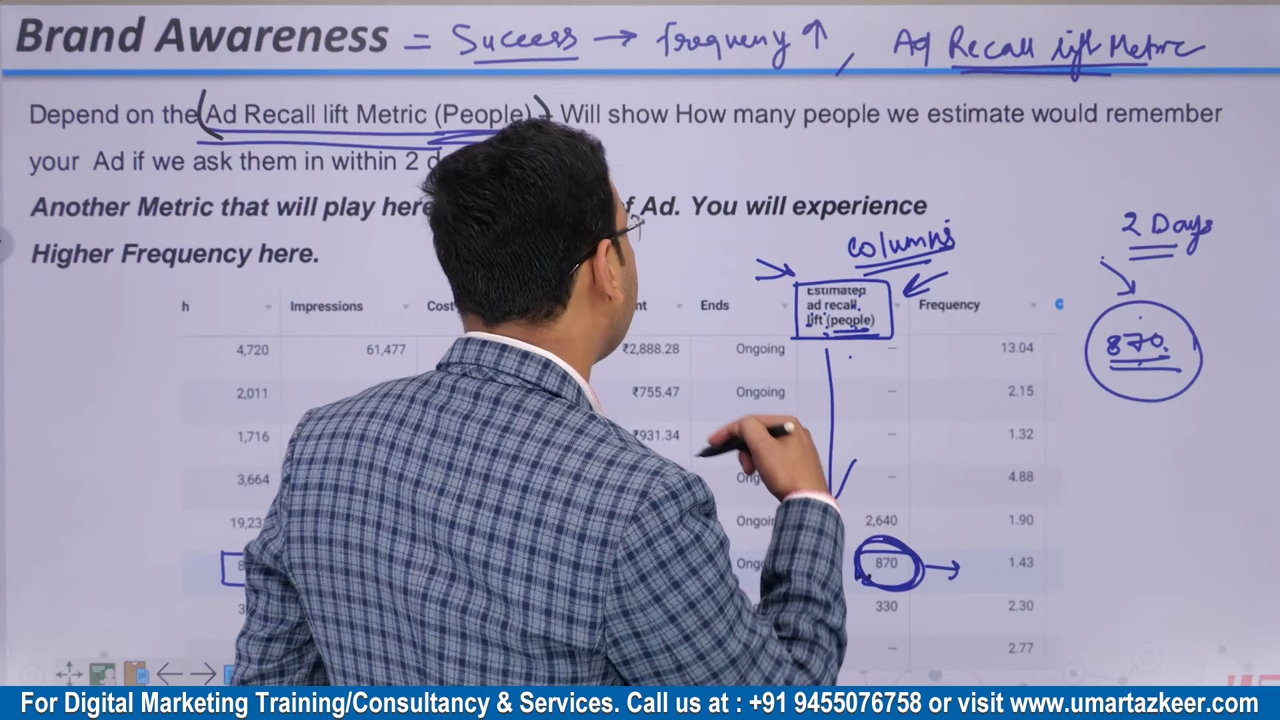 Brand Awareness = Success → frequency ↑, Ad Recall lift Metric
Depend on the (Ad Recall lift Metric (People) Will show How many people we estimate would remember
your Ad if we ask them in within 2 d
Another Metric that will play here f Ad. You will experience
Higher Frequency here.
columns
2 Days
h Impressions Cos nt Ends Estimated ad recall lift (people) Frequency
4,720 61,477 ₹2,888.28 Ongoing – 13.04
870
2,011 ₹755.47 Ongoing – 2.15
1,716 ₹931.34 – 1.32
3,664 Ong – 4.88
19,23 Ongoin 2,640 1.90
8 Ong 870 → 1.43
3 330 2.30
– 2.77
For Digital Marketing Training/Consultancy & Services. Call us at : +91 9455076758 or visit www.umartazkeer.com